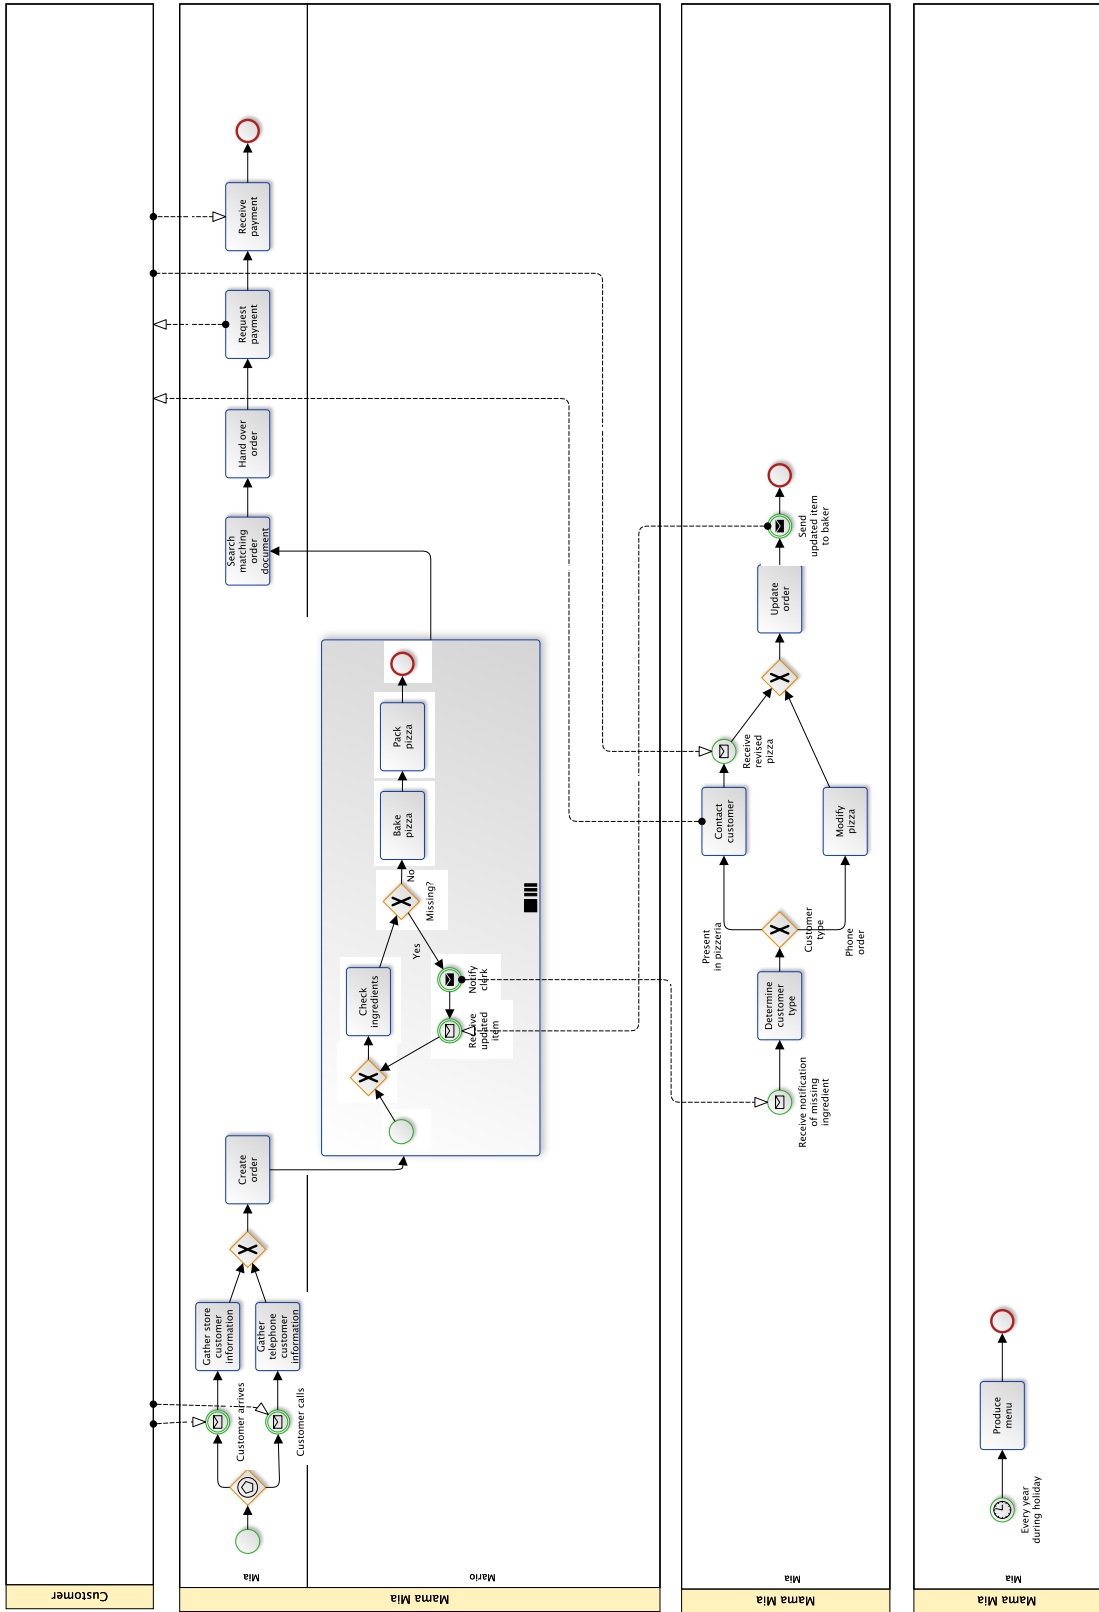 Customer
Mama Mia
Mia
Mario
Customer arrives
Customer calls
Gather store
customer
information
Gather
telephone
customer
information
Create
order
Check
ingredients
Missing?
Yes
No
Notify
clerk
Receive
updated
item
Bake
pizza
Pack
pizza
Search
matching
order
document
Hand over
order
Request
payment
Receive
payment
Mama Mia
Mia
Receive notification
of missing
ingredient
Determine
customer
type
Customer
type
Present
in pizzeria
Phone
order
Contact
customer
Modify
pizza
Receive
revised
pizza
Update
order
Send
updated item
to baker
Mama Mia
Mia
Every year
during holiday
Produce
menu